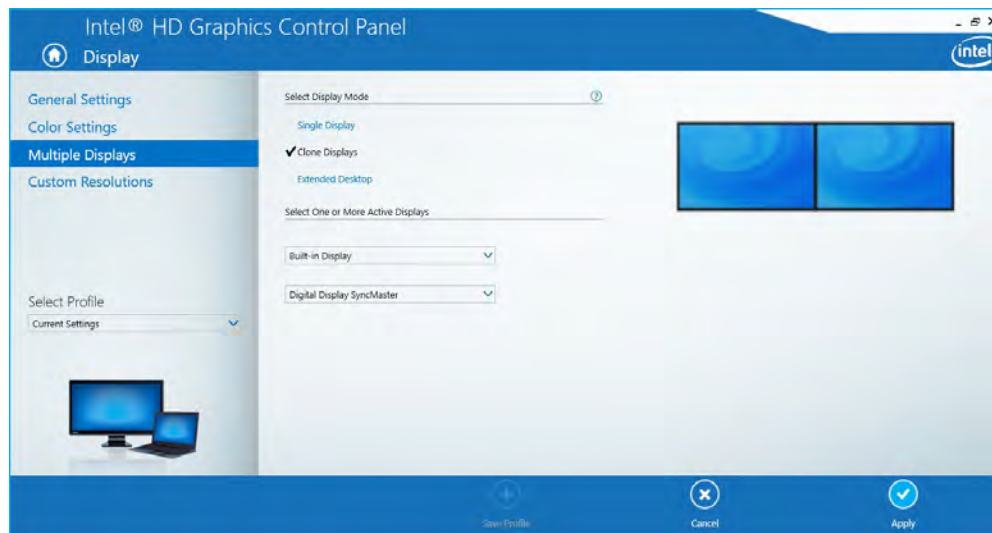 Intel® HD Graphics Control Panel
Display
intel
General Settings
Color Settings
Multiple Displays
Custom Resolutions
Select Profile
Current Settings
Select Display Mode
?
Single Display
Clone Displays
Extended Desktop
Select One or More Active Displays
Built-in Display
Digital Display SyncMaster
Save Profile
Cancel
Apply